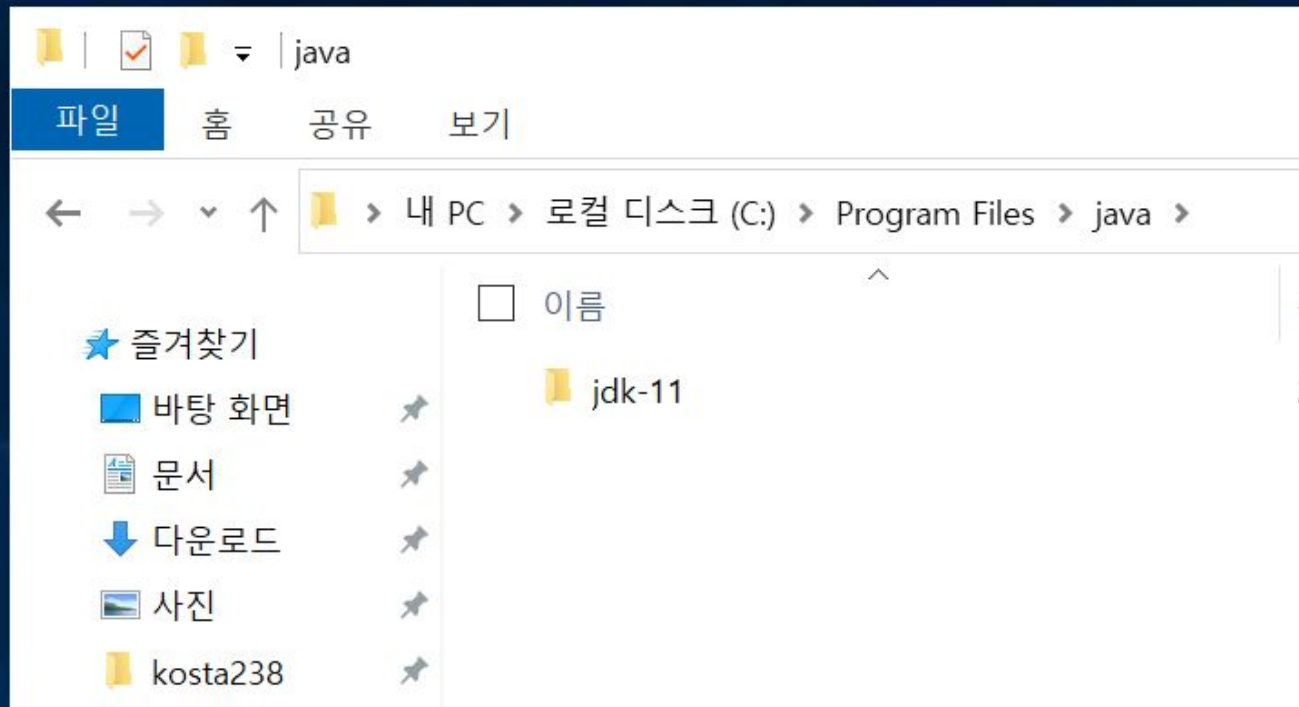 java
파일 홈 공유 보기
내 PC 로컬 디스크 (C:) Program Files java
이름
즐겨찾기
jdk-11
바탕 화면
문서
다운로드
사진
kosta238